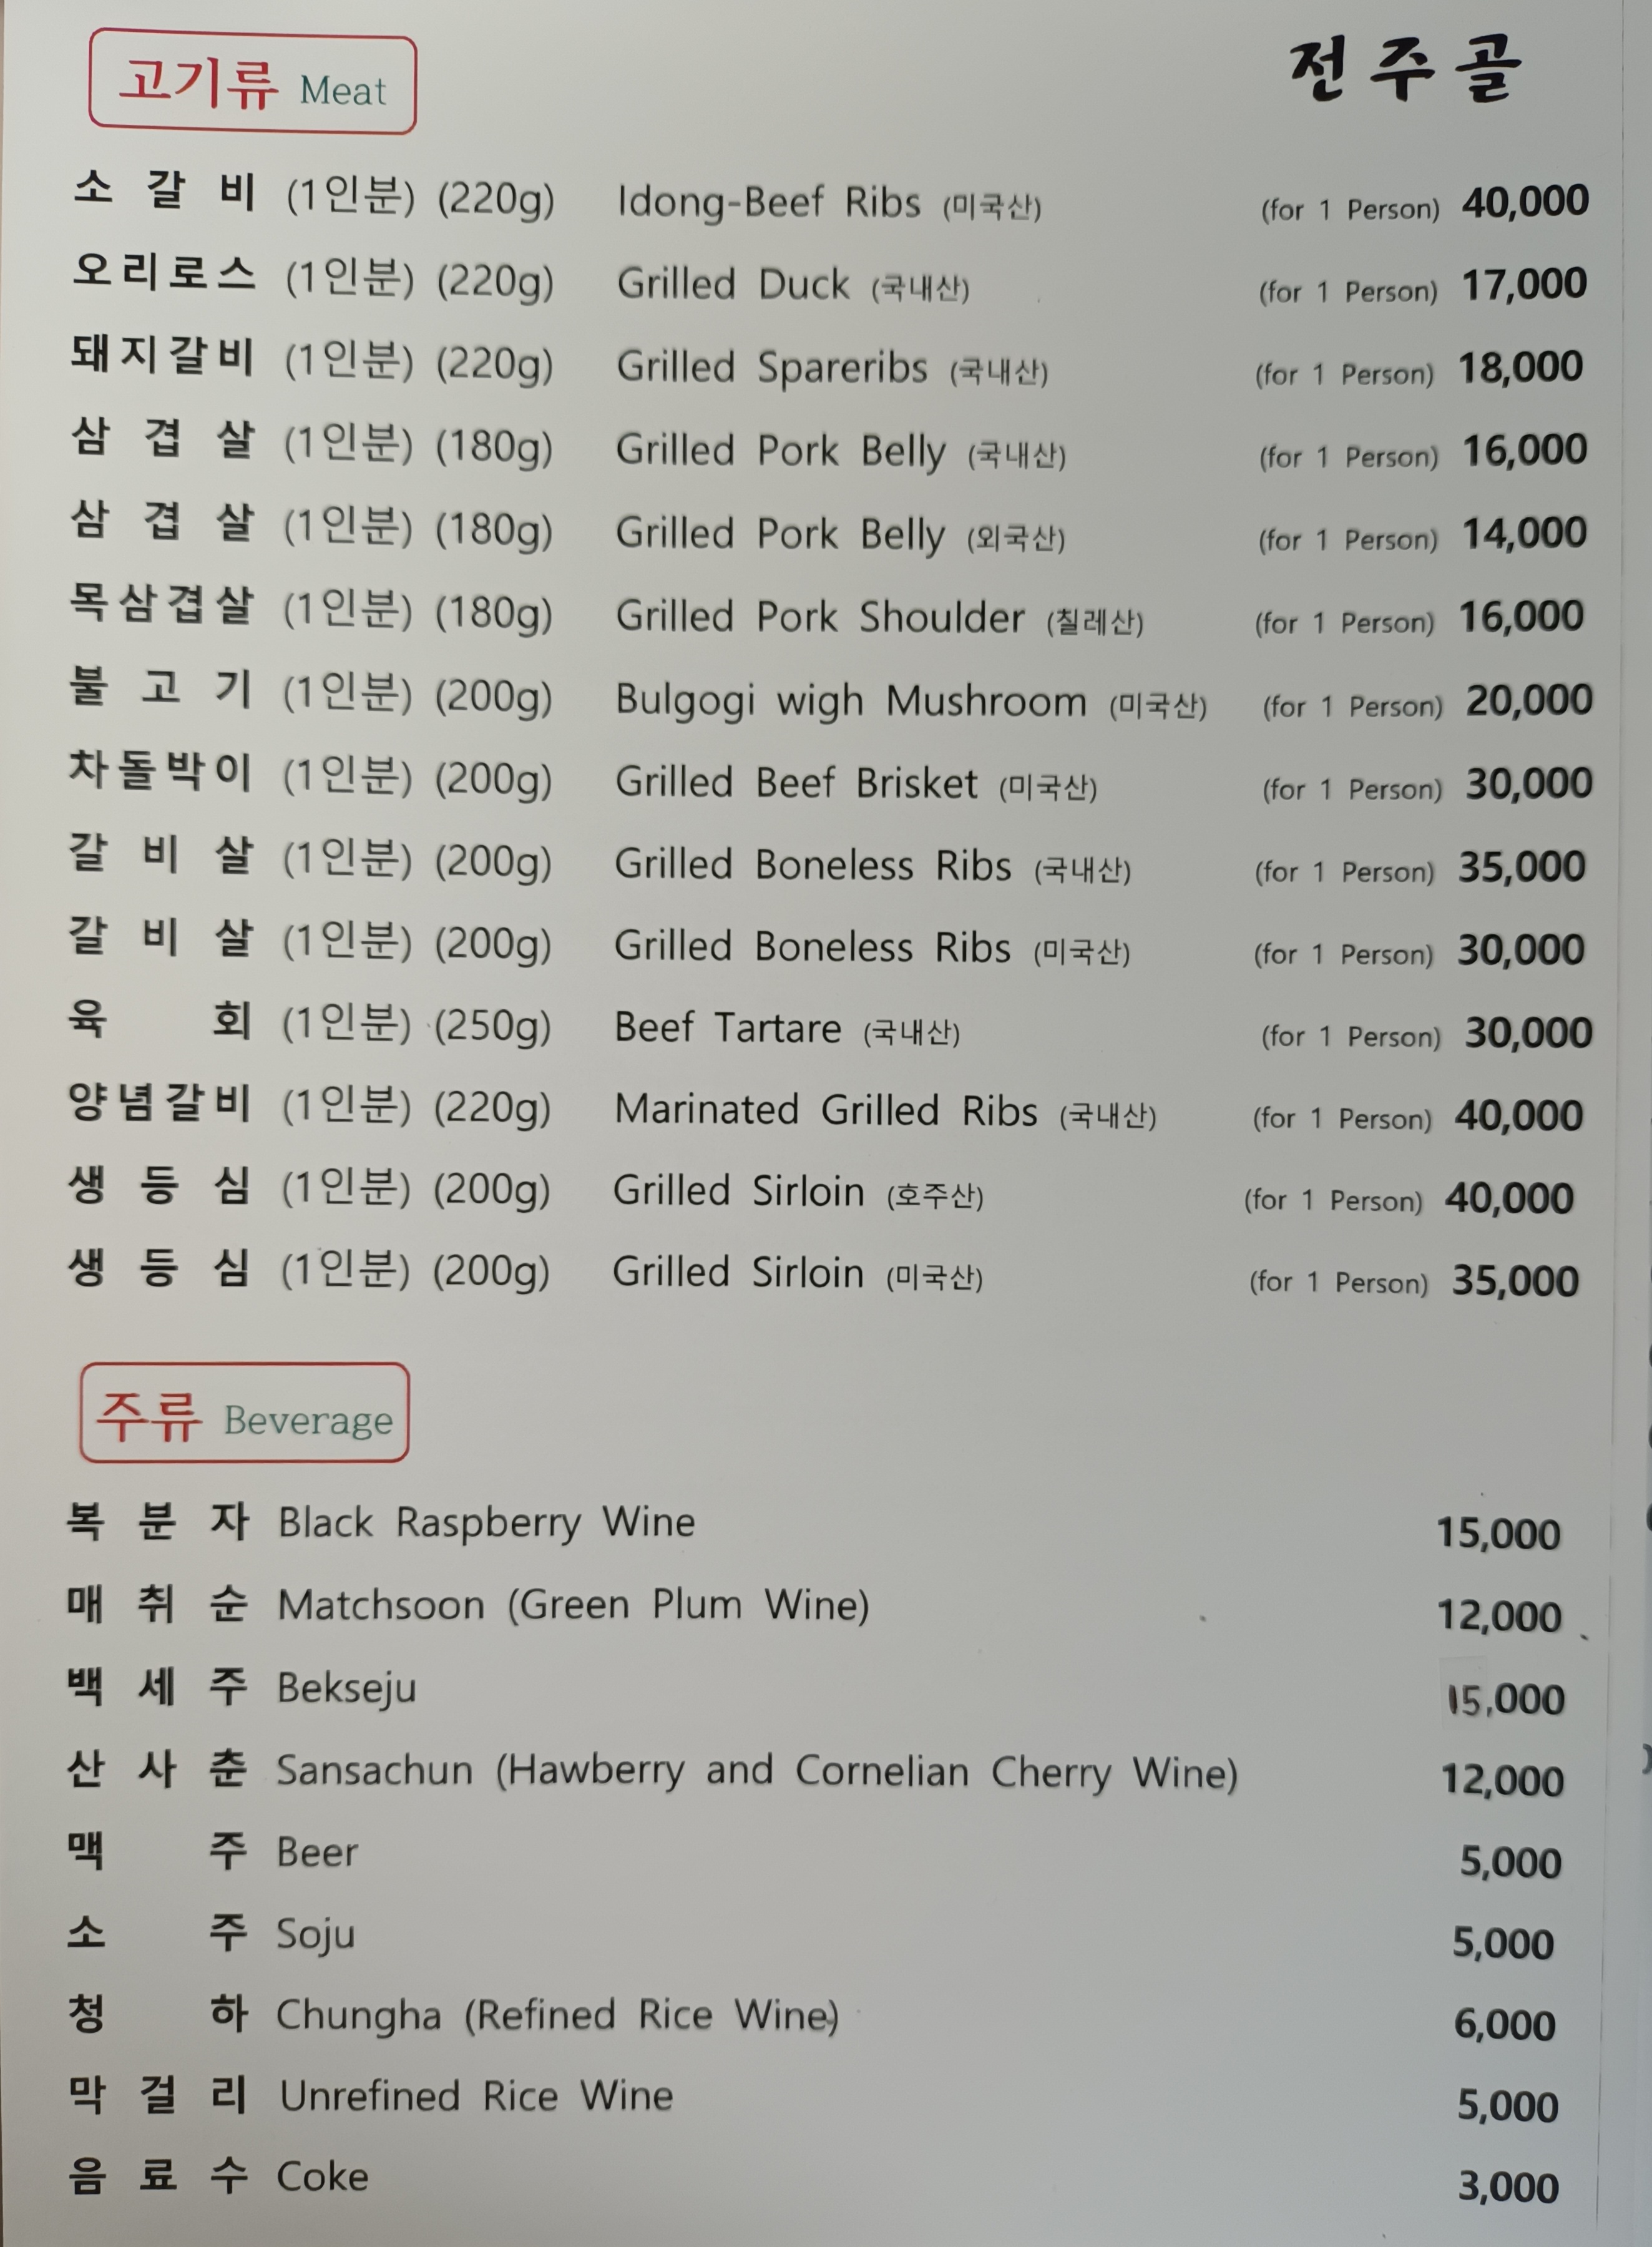 고기류 Meat
전주골
소갈비 (1인분) (220g) Idong-Beef Ribs (미국산) (for 1 Person) 40,000
오리로스 (1인분) (220g) Grilled Duck (국내산) (for 1 Person) 17,000
돼지갈비 (1인분) (220g) Grilled Spareribs (국내산) (for 1 Person) 18,000
삼겹살 (1인분) (180g) Grilled Pork Belly (국내산) (for 1 Person) 16,000
삼겹살 (1인분) (180g) Grilled Pork Belly (외국산) (for 1 Person) 14,000
목삼겹살 (1인분) (180g) Grilled Pork Shoulder (칠레산) (for 1 Person) 16,000
불고기 (1인분) (200g) Bulgogi wigh Mushroom (미국산) (for 1 Person) 20,000
차돌박이 (1인분) (200g) Grilled Beef Brisket (미국산) (for 1 Person) 30,000
갈비살 (1인분) (200g) Grilled Boneless Ribs (국내산) (for 1 Person) 35,000
갈비살 (1인분) (200g) Grilled Boneless Ribs (미국산) (for 1 Person) 30,000
육회 (1인분) (250g) Beef Tartare (국내산) (for 1 Person) 30,000
양념갈비 (1인분) (220g) Marinated Grilled Ribs (국내산) (for 1 Person) 40,000
생등심 (1인분) (200g) Grilled Sirloin (호주산) (for 1 Person) 40,000
생등심 (1인분) (200g) Grilled Sirloin (미국산) (for 1 Person) 35,000
주류 Beverage
복분자 Black Raspberry Wine 15,000
매취순 Matchsoon (Green Plum Wine) 12,000
백세주 Bekseju 15,000
산사춘 Sansachun (Hawberry and Cornelian Cherry Wine) 12,000
맥주 Beer 5,000
소주 Soju 5,000
청하 Chungha (Refined Rice Wine) 6,000
막걸리 Unrefined Rice Wine 5,000
음료수 Coke 3,000